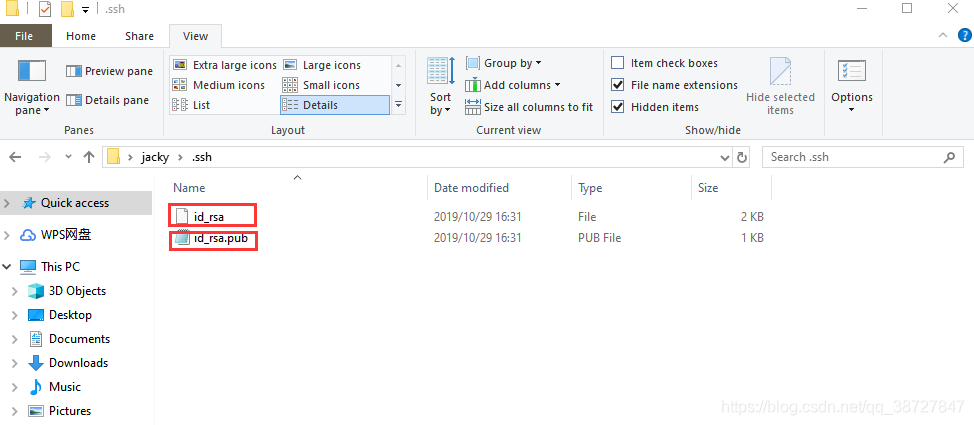 .ssh
File Home Share View
Navigation pane
Preview pane
Details pane
Panes
Extra large icons Large icons
Medium icons Small icons
List Details
Layout
Sort by
Group by
Add columns
Size all columns to fit
Current view
Item check boxes
File name extensions
Hidden items
Hide selected items
Show/hide
Options
jacky .ssh
Search .ssh
Name Date modified Type Size
id_rsa 2019/10/29 16:31 File 2 KB
id_rsa.pub 2019/10/29 16:31 PUB File 1 KB
Quick access
WPS网盘
This PC
3D Objects
Desktop
Documents
Downloads
Music
Pictures
https://blog.csdn.net/qq_38727847